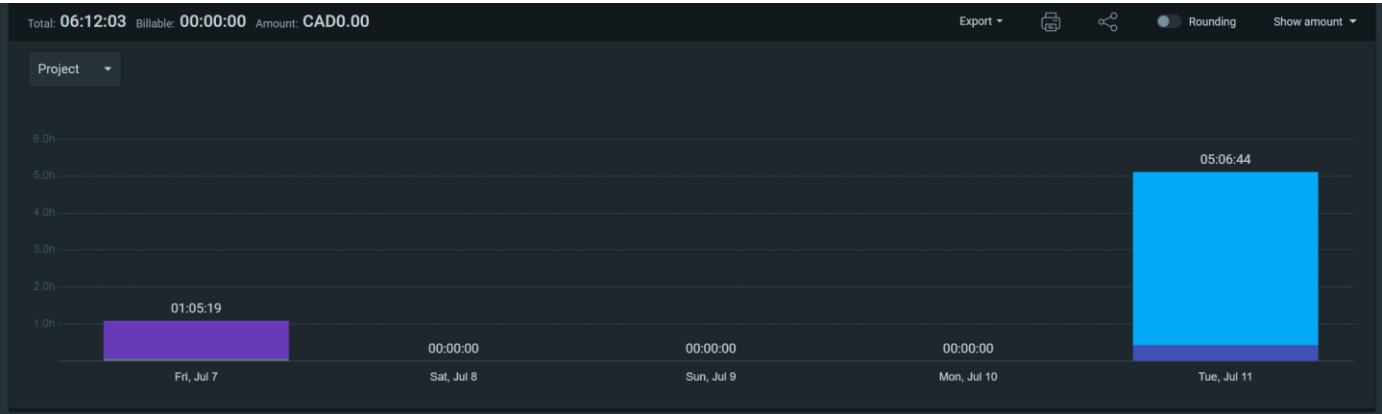 Total: 06:12:03 Billable: 00:00:00 Amount: CAD0.00 Export Rounding Show amount
Project
6.0h
05:06:44
5.0h
4.0h
3.0h
2.0h
01:05:19
1.0h
00:00:00 00:00:00 00:00:00
Fri, Jul 7 Sat, Jul 8 Sun, Jul 9 Mon, Jul 10 Tue, Jul 11